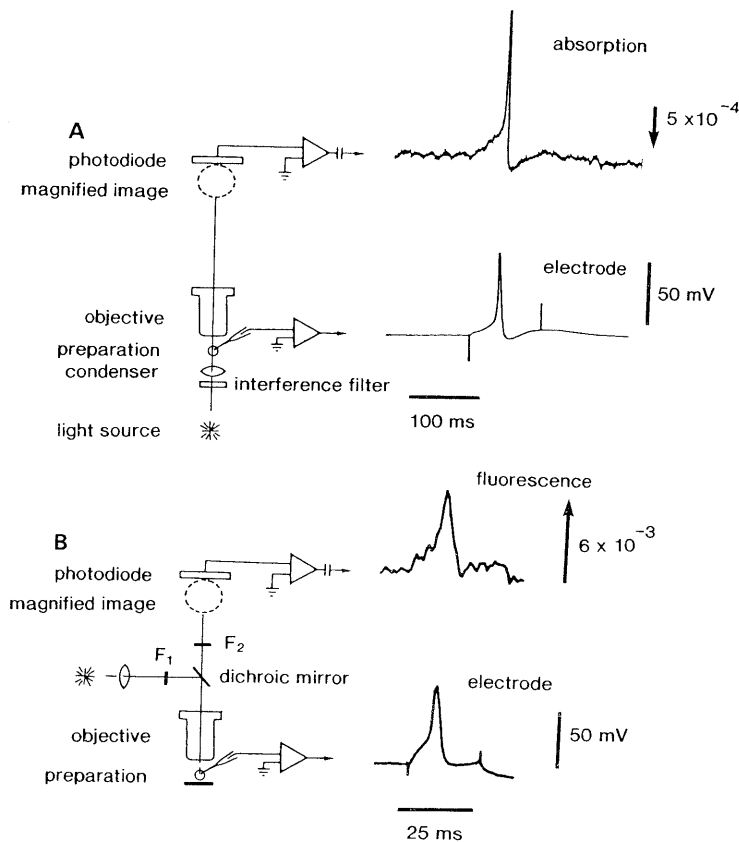 absorption
5 x10⁻⁴
A
photodiode
magnified image
electrode
50 mV
objective
preparation
condenser
interference filter
100 ms
light source
fluorescence
6 x 10⁻³
B
photodiode
magnified image
F₂
F₁
dichroic mirror
electrode
50 mV
objective
preparation
25 ms